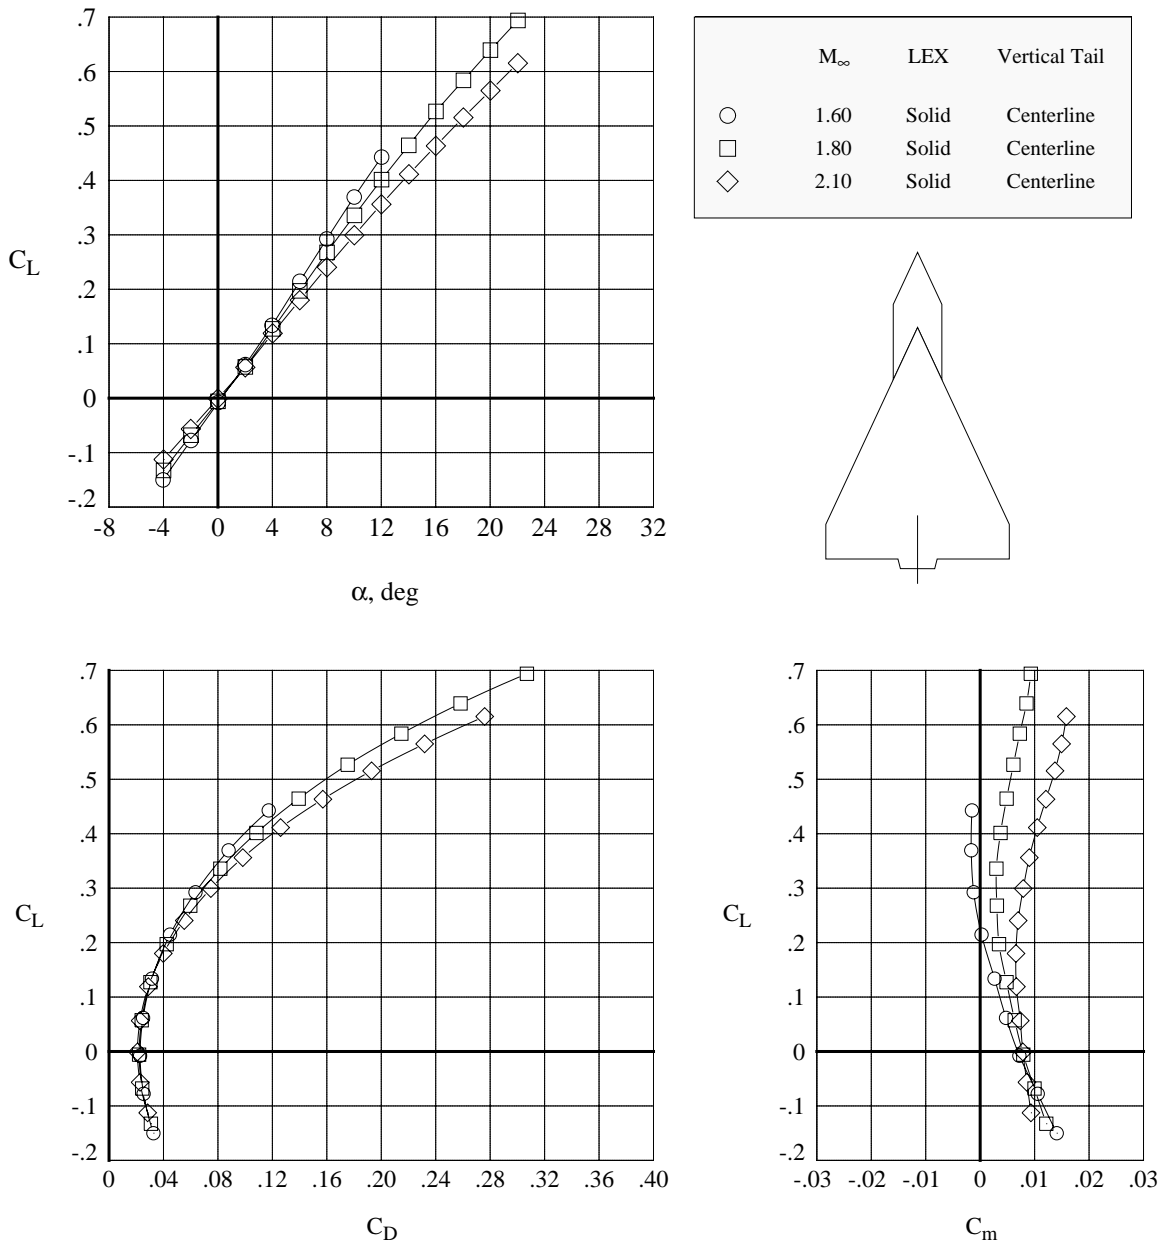 .7
.6
.5
.4
.3
.2
.1
0
-.1
-.2
C_L
-8 -4 0 4 8 12 16 20 24 28 32
α, deg
M∞ LEX Vertical Tail
1.60 Solid Centerline
1.80 Solid Centerline
2.10 Solid Centerline
.7
.6
.5
.4
.3
.2
.1
0
-.1
-.2
C_L
0 .04 .08 .12 .16 .20 .24 .28 .32 .36 .40
C_D
.7
.6
.5
.4
.3
.2
.1
0
-.1
-.2
C_L
-.03 -.01 -.01 0 .01 .02 .03
C_m